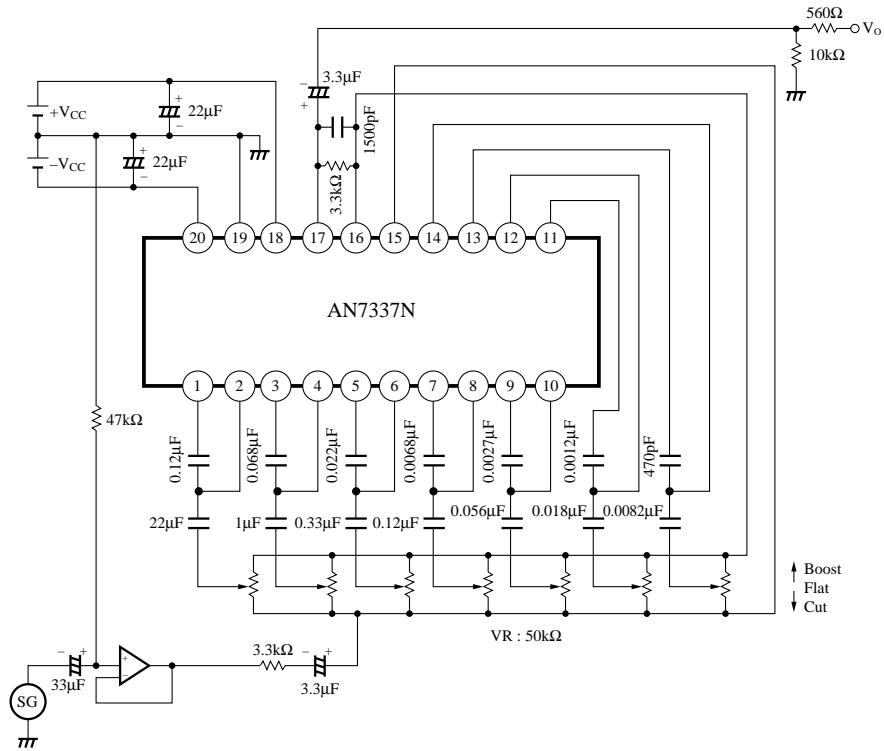 560Ω
V_O
10kΩ
3.3µF
− +
1500pF
3.3kΩ
+V_CC
+ −
22µF
−V_CC
+ −
22µF
20 19 18 17 16 15 14 13 12 11
AN7337N
1 2 3 4 5 6 7 8 9 10
47kΩ
0.12µF 0.068µF 0.022µF 0.0068µF 0.0027µF 0.0012µF 470pF
22µF 1µF 0.33µF 0.12µF 0.056µF 0.018µF 0.0082µF
Boost
Flat
Cut
VR : 50kΩ
− +
33µF
+
−
3.3kΩ
− +
3.3µF
SG